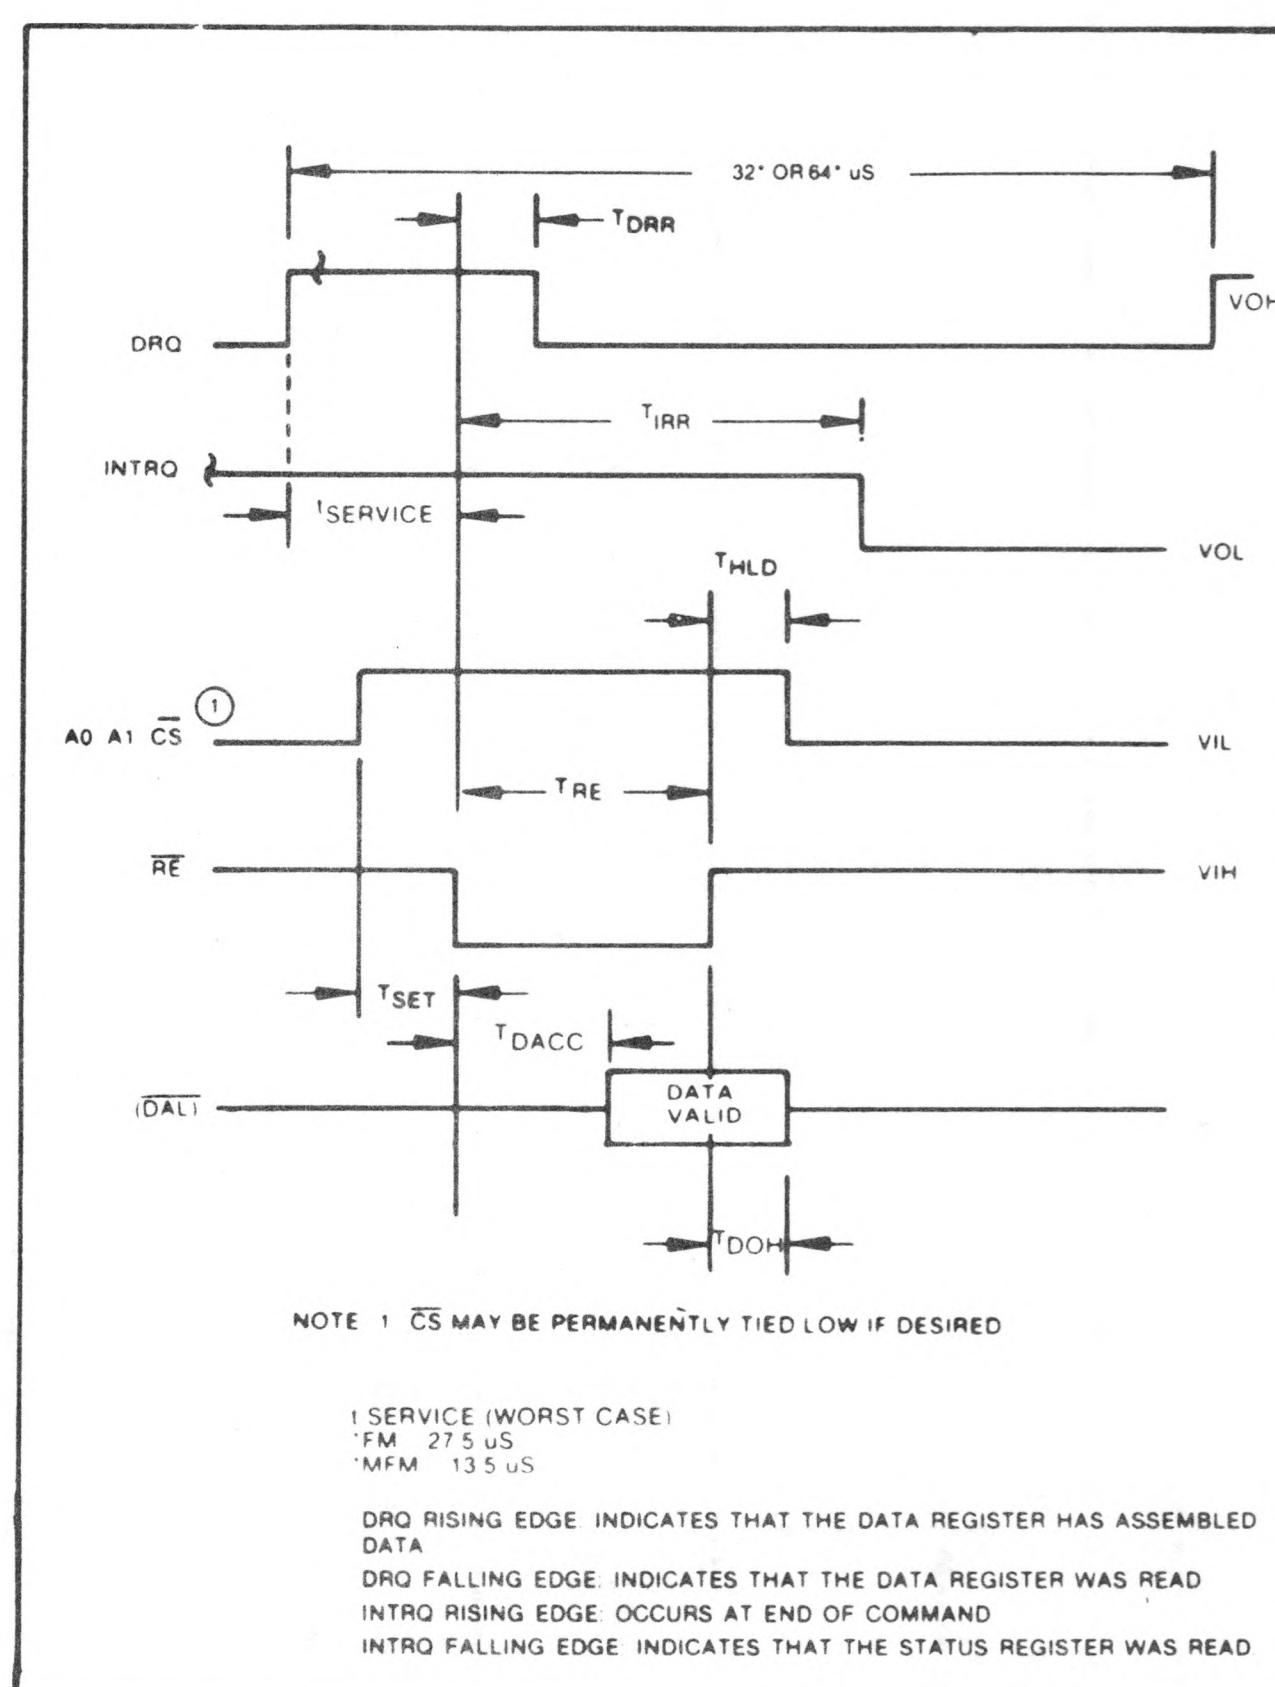 32* OR 64* uS
TDRR
VOH
DRQ
TIRR
INTRQ
tSERVICE
VOL
THLD
1
A0 A1 C̅S̅
VIL
TRE
R̅E̅
VIH
TSET
TDACC
(D̅A̅L̅)
DATA
VALID
TDOH
NOTE 1 C̅S̅ MAY BE PERMANENTLY TIED LOW IF DESIRED
t SERVICE (WORST CASE)
*FM 27 5 uS
*MFM 13 5 uS
DRQ RISING EDGE: INDICATES THAT THE DATA REGISTER HAS ASSEMBLED
DATA
DRQ FALLING EDGE: INDICATES THAT THE DATA REGISTER WAS READ
INTRQ RISING EDGE: OCCURS AT END OF COMMAND
INTRQ FALLING EDGE: INDICATES THAT THE STATUS REGISTER WAS READ.